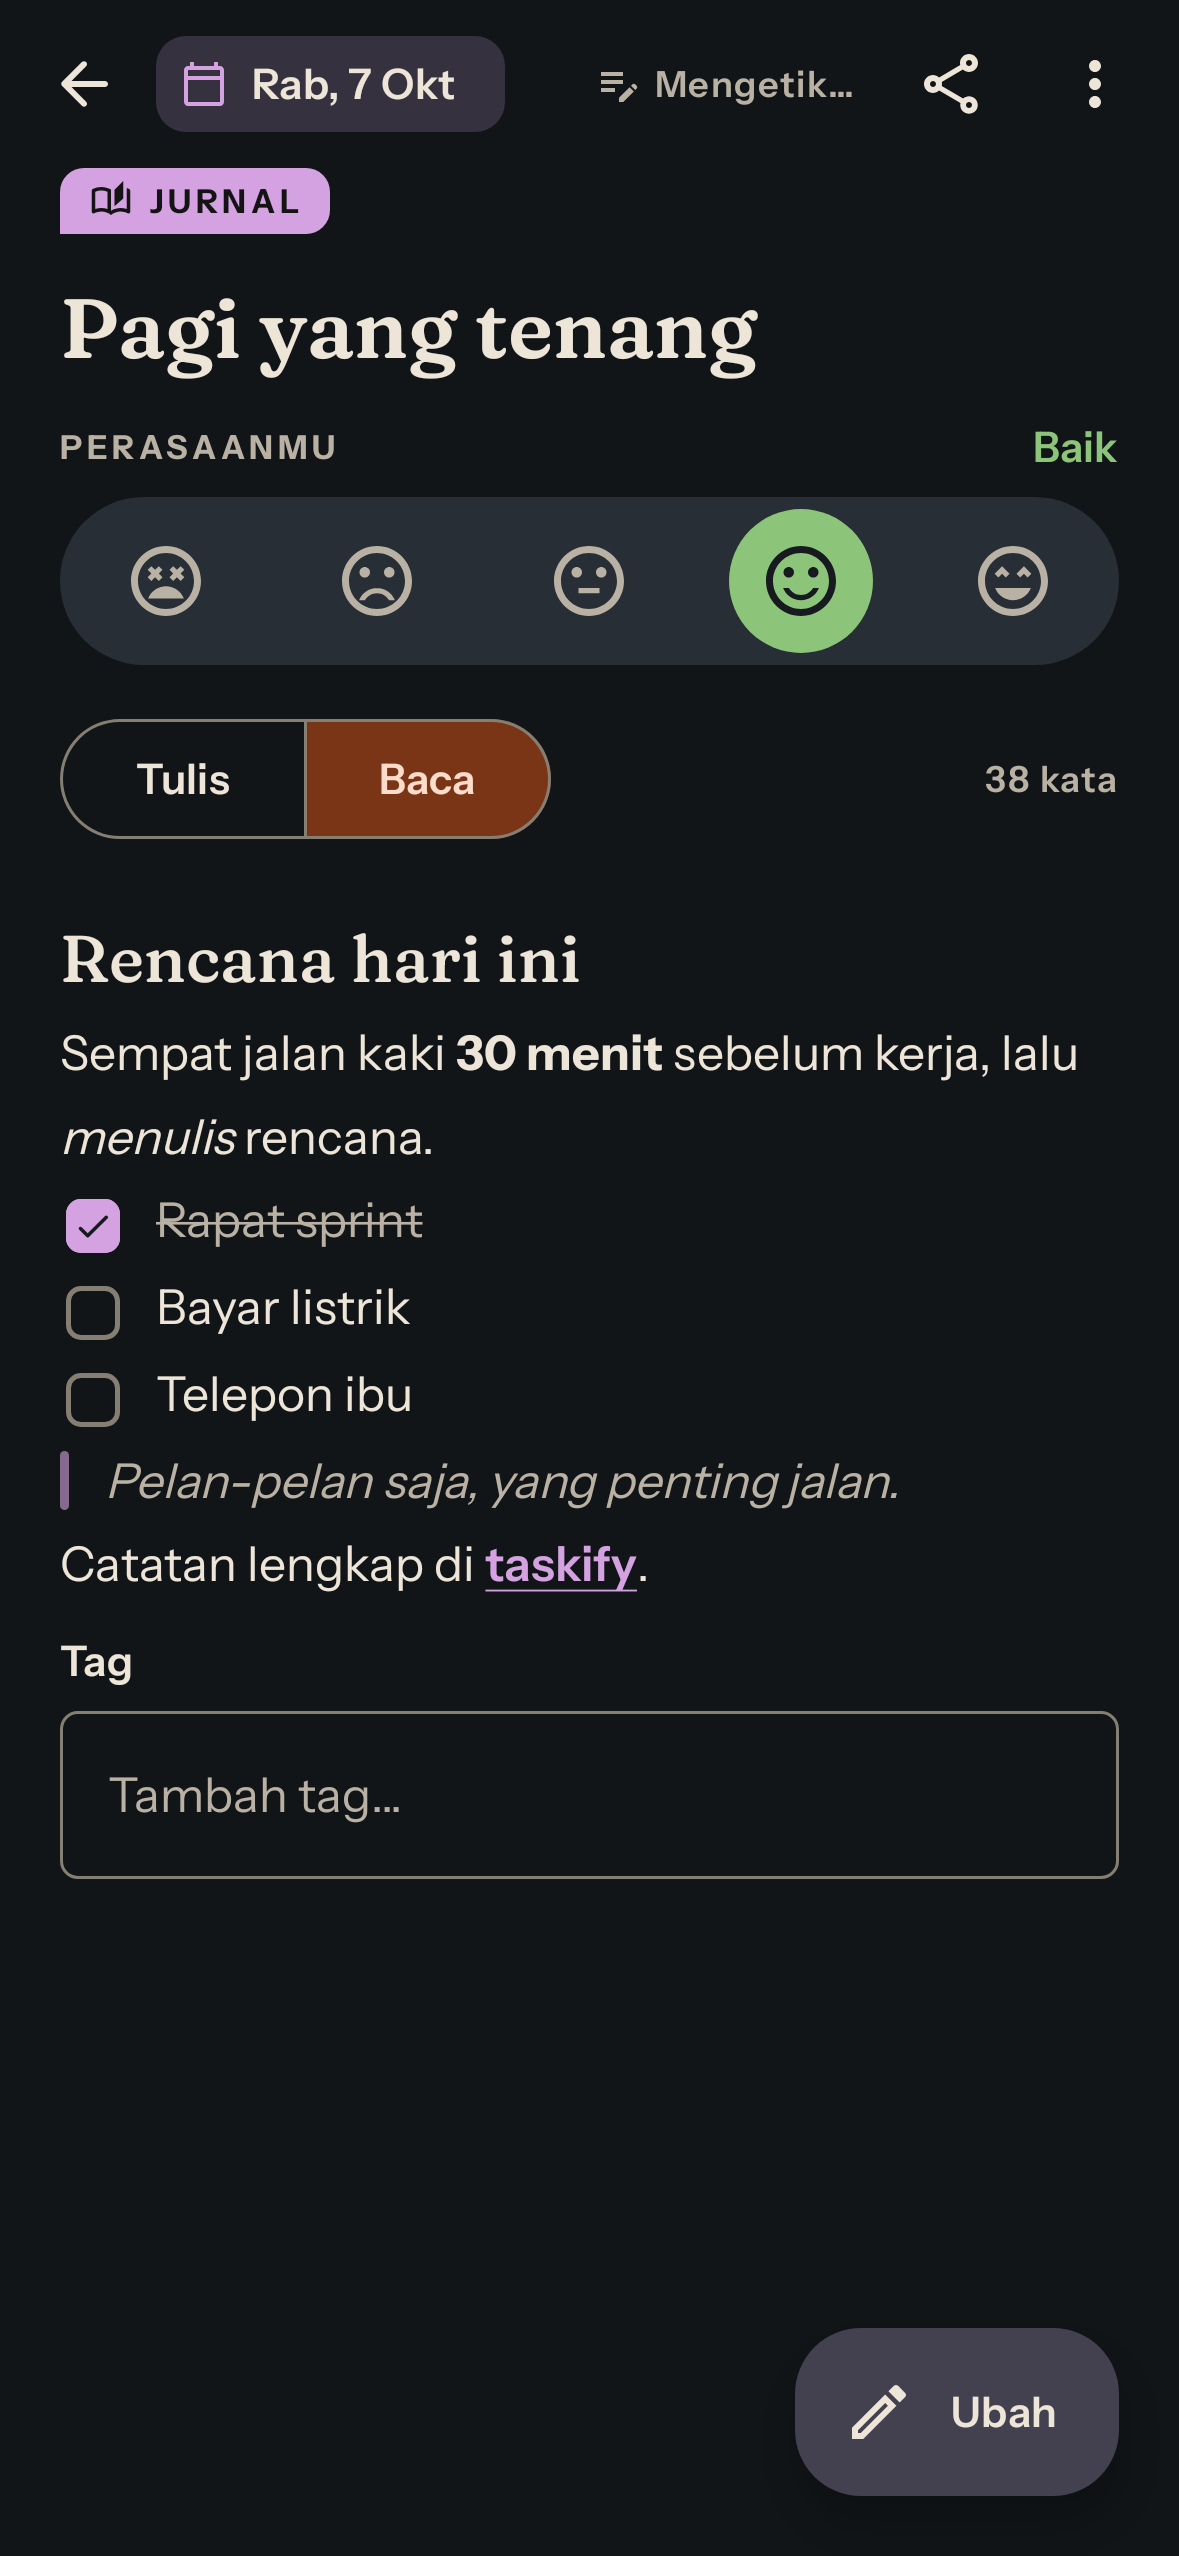 Rab, 7 Okt
Mengetik...
JURNAL
Pagi yang tenang
PERASAANMU
Baik
Tulis
Baca
38 kata
Rencana hari ini
Sempat jalan kaki 30 menit sebelum kerja, lalu
menulis rencana.
Rapat sprint
Bayar listrik
Telepon ibu
Pelan-pelan saja, yang penting jalan.
Catatan lengkap di taskify.
Tag
Tambah tag...
Ubah